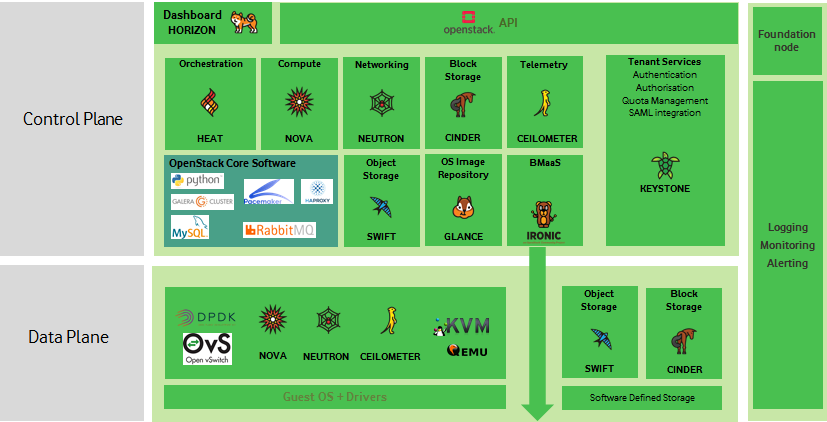 Control Plane
Dashboard
HORIZON
openstack. API
Orchestration
HEAT
Compute
NOVA
Networking
NEUTRON
Block
Storage
CINDER
Telemetry
CEILOMETER
Tenant Services
Authentication
Authorisation
Quota Management
SAML integration
KEYSTONE
OpenStack Core Software
python
GALERA CLUSTER
Pacemaker
HAPROXY
MySQL
RabbitMQ
Object
Storage
SWIFT
OS Image
Repository
GLANCE
BMaaS
IRONIC
Data Plane
DPDK
OvS
Open vSwitch
NOVA
NEUTRON
CEILOMETER
KVM
QEMU
Guest OS + Drivers
Object
Storage
SWIFT
Block
Storage
CINDER
Software Defined Storage
Foundation
node
Logging
Monitoring
Alerting